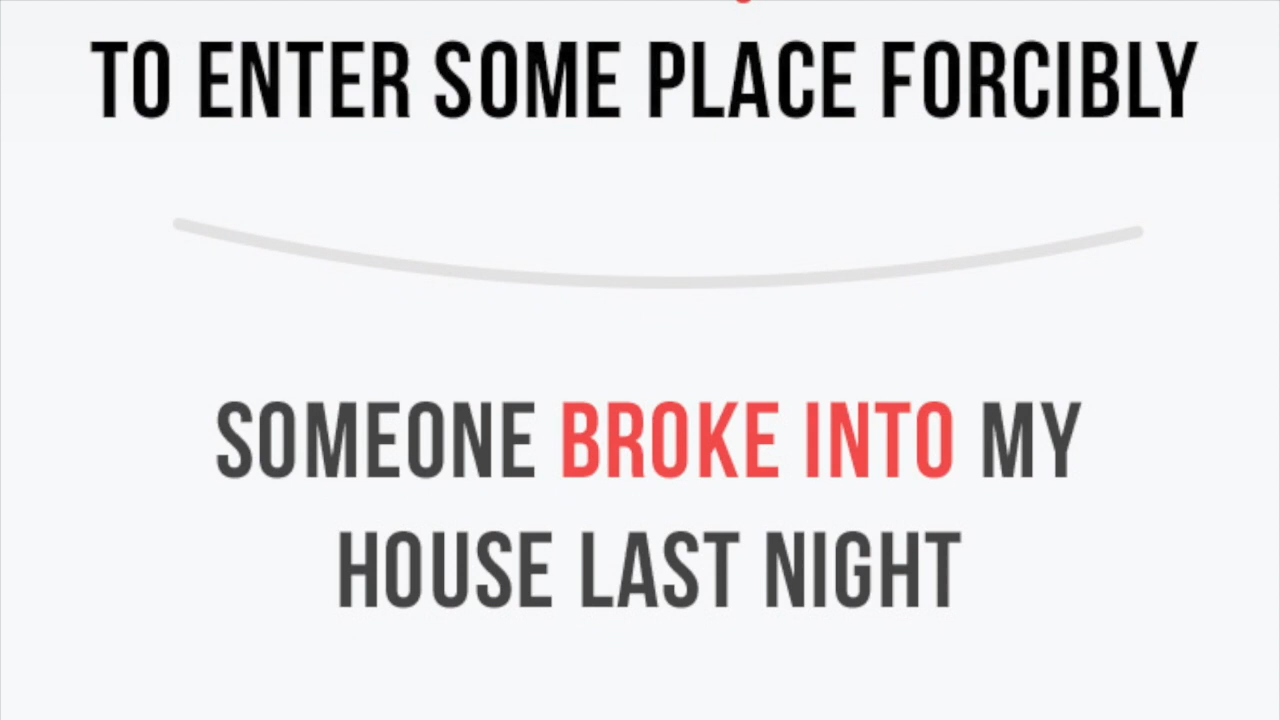 TO ENTER SOME PLACE FORCIBLY
SOMEONE BROKE INTO MY
HOUSE LAST NIGHT